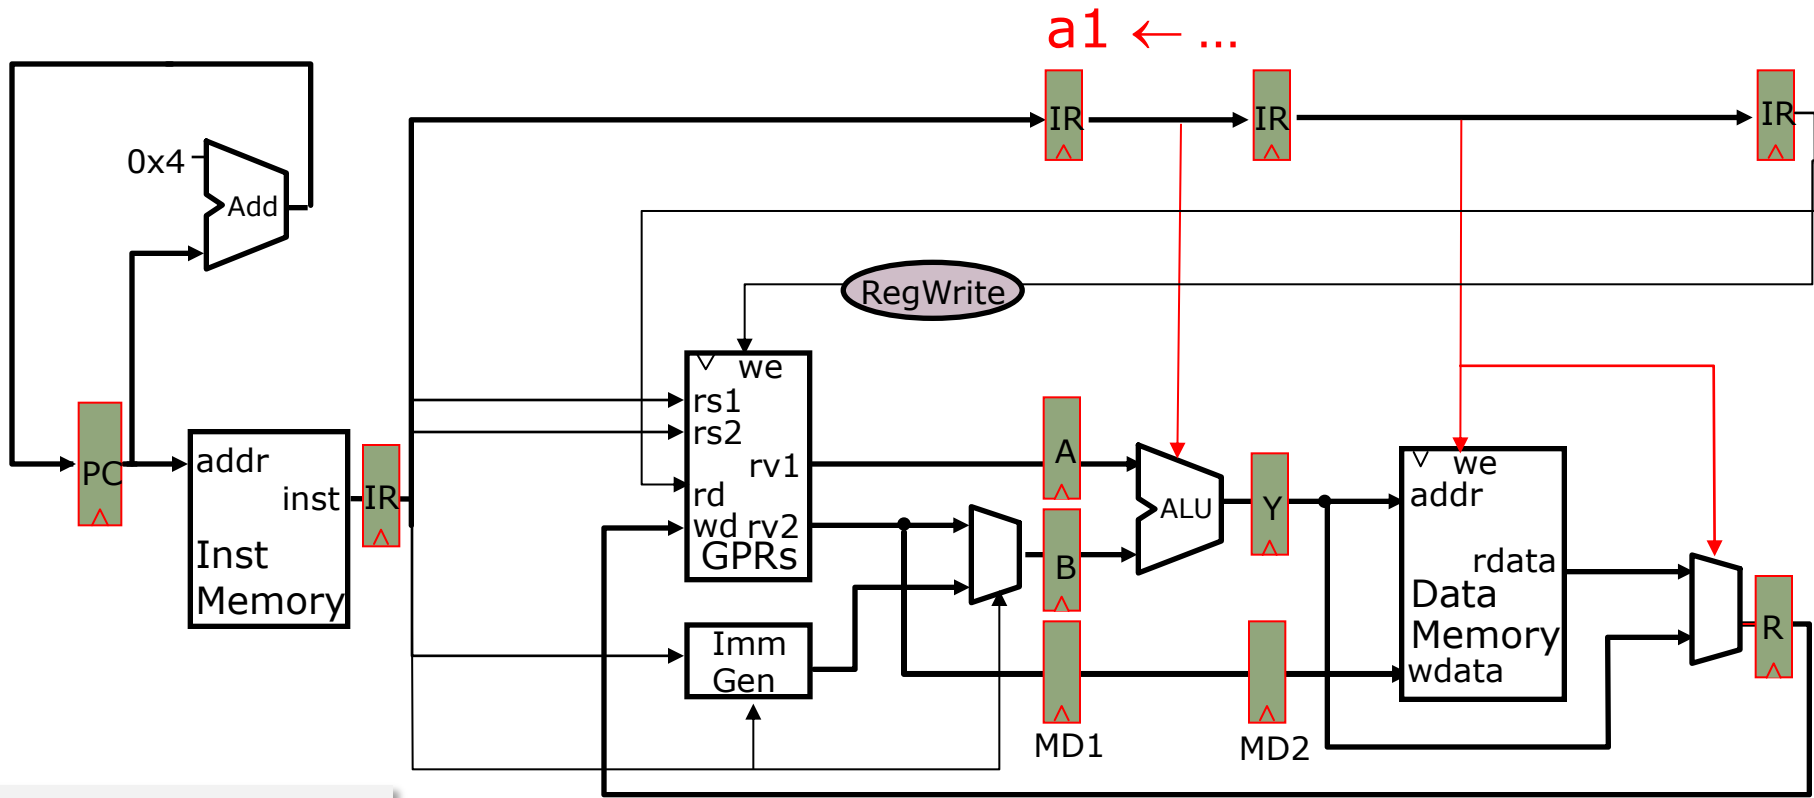 a1 ← ...
IR
IR
IR
0x4
Add
RegWrite
we
rs1
rs2
rv1
rd
wd rv2
GPRs
PC
addr
inst
Inst
Memory
IR
A
B
ALU
Y
we
addr
rdata
Data
Memory
wdata
R
Imm
Gen
MD1
MD2